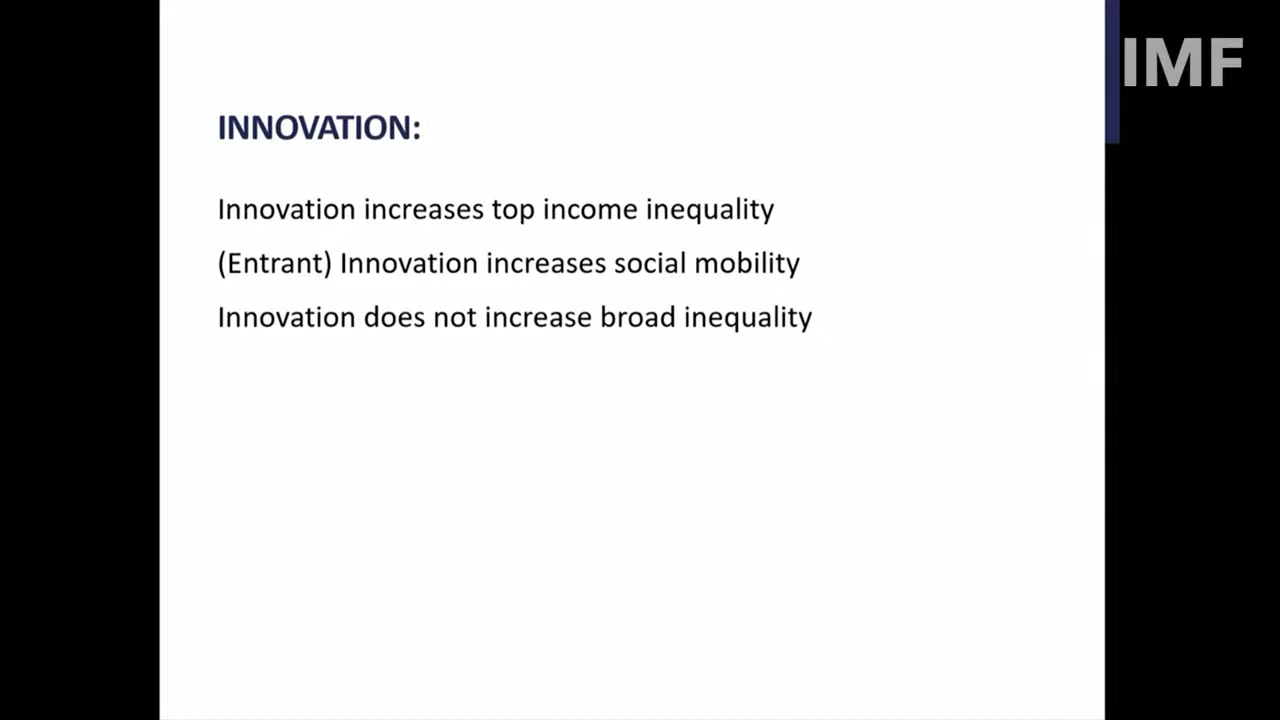 IMF
INNOVATION:
Innovation increases top income inequality
(Entrant) Innovation increases social mobility
Innovation does not increase broad inequality